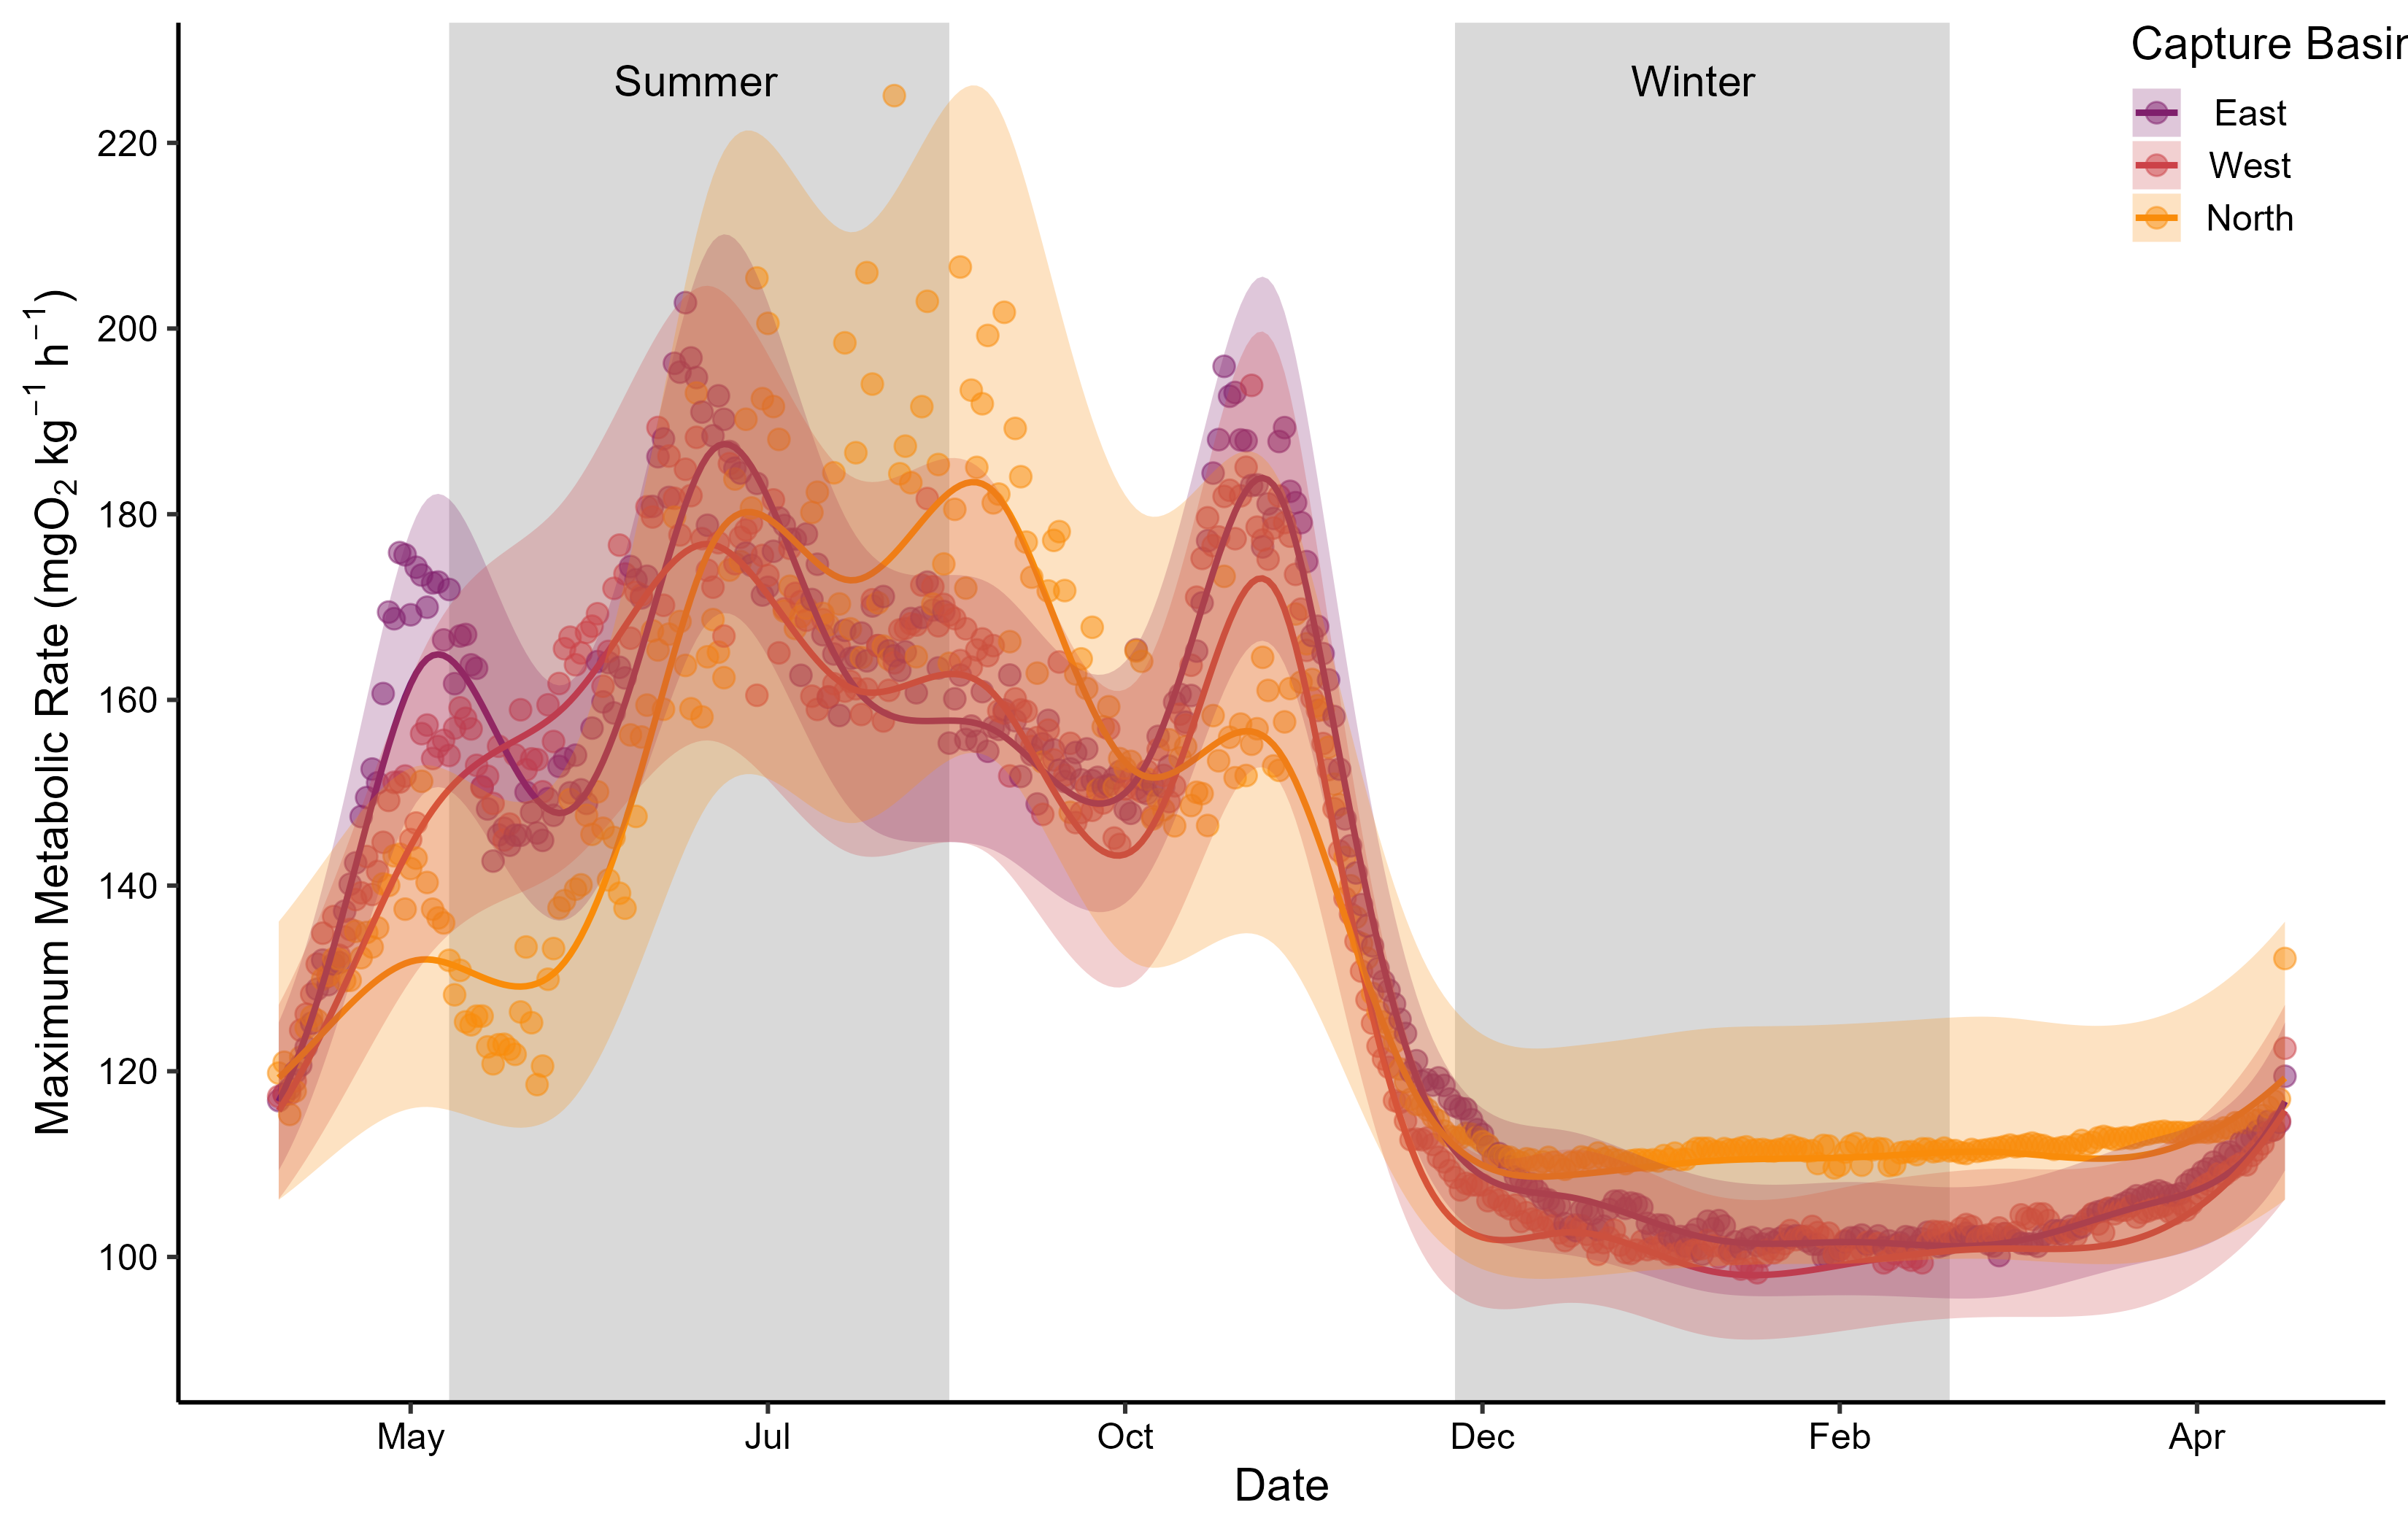 Summer
Winter
Capture Basin
East
West
North
220
200
180
160
140
120
100
Maximum Metabolic Rate (mgO₂ kg⁻¹ h⁻¹)
May
Jul
Oct
Dec
Feb
Apr
Date